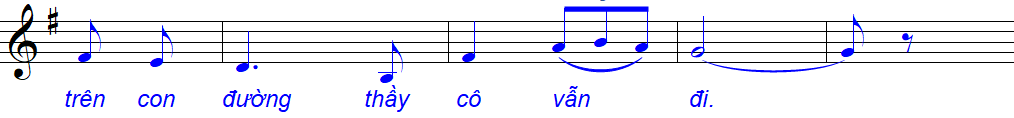 trên con đường thầy cô vẫn đi.